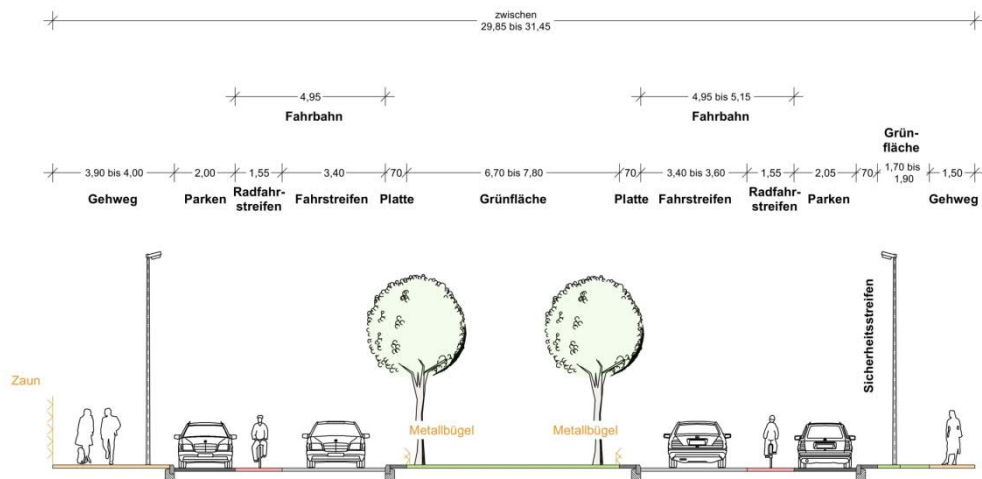 zwischen
29,85 bis 31,45
4,95
Fahrbahn
4,95 bis 5,15
Fahrbahn
Grün-
fläche
3,90 bis 4,00
2,00
1,55
3,40
70
6,70 bis 7,80
70
3,40 bis 3,60
1,55
2,05
70
1,70 bis
1,90
1,50
Gehweg
Parken
Radfahr-
streifen
Fahrstreifen
Platte
Grünfläche
Platte
Fahrstreifen
Radfahr-
streifen
Parken
Gehweg
Sicherheitsstreifen
Zaun
Metallbügel
Metallbügel